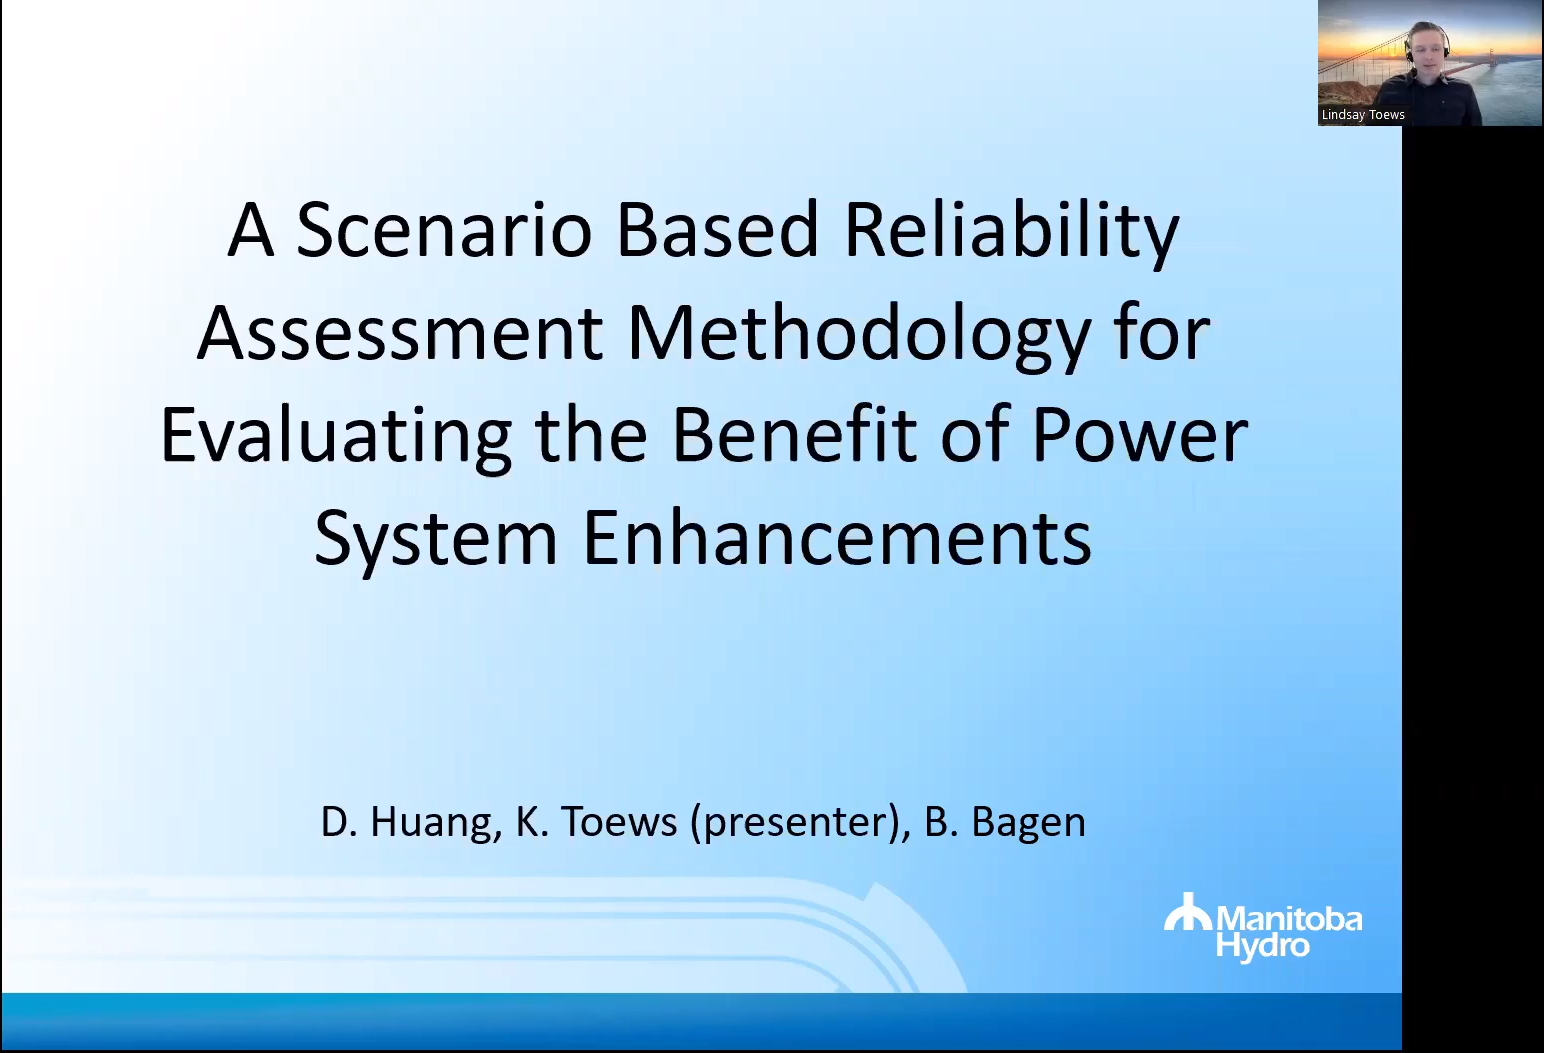 Lindsay Toews
A Scenario Based Reliability
Assessment Methodology for
Evaluating the Benefit of Power
System Enhancements
D. Huang, K. Toews (presenter), B. Bagen
Manitoba
Hydro